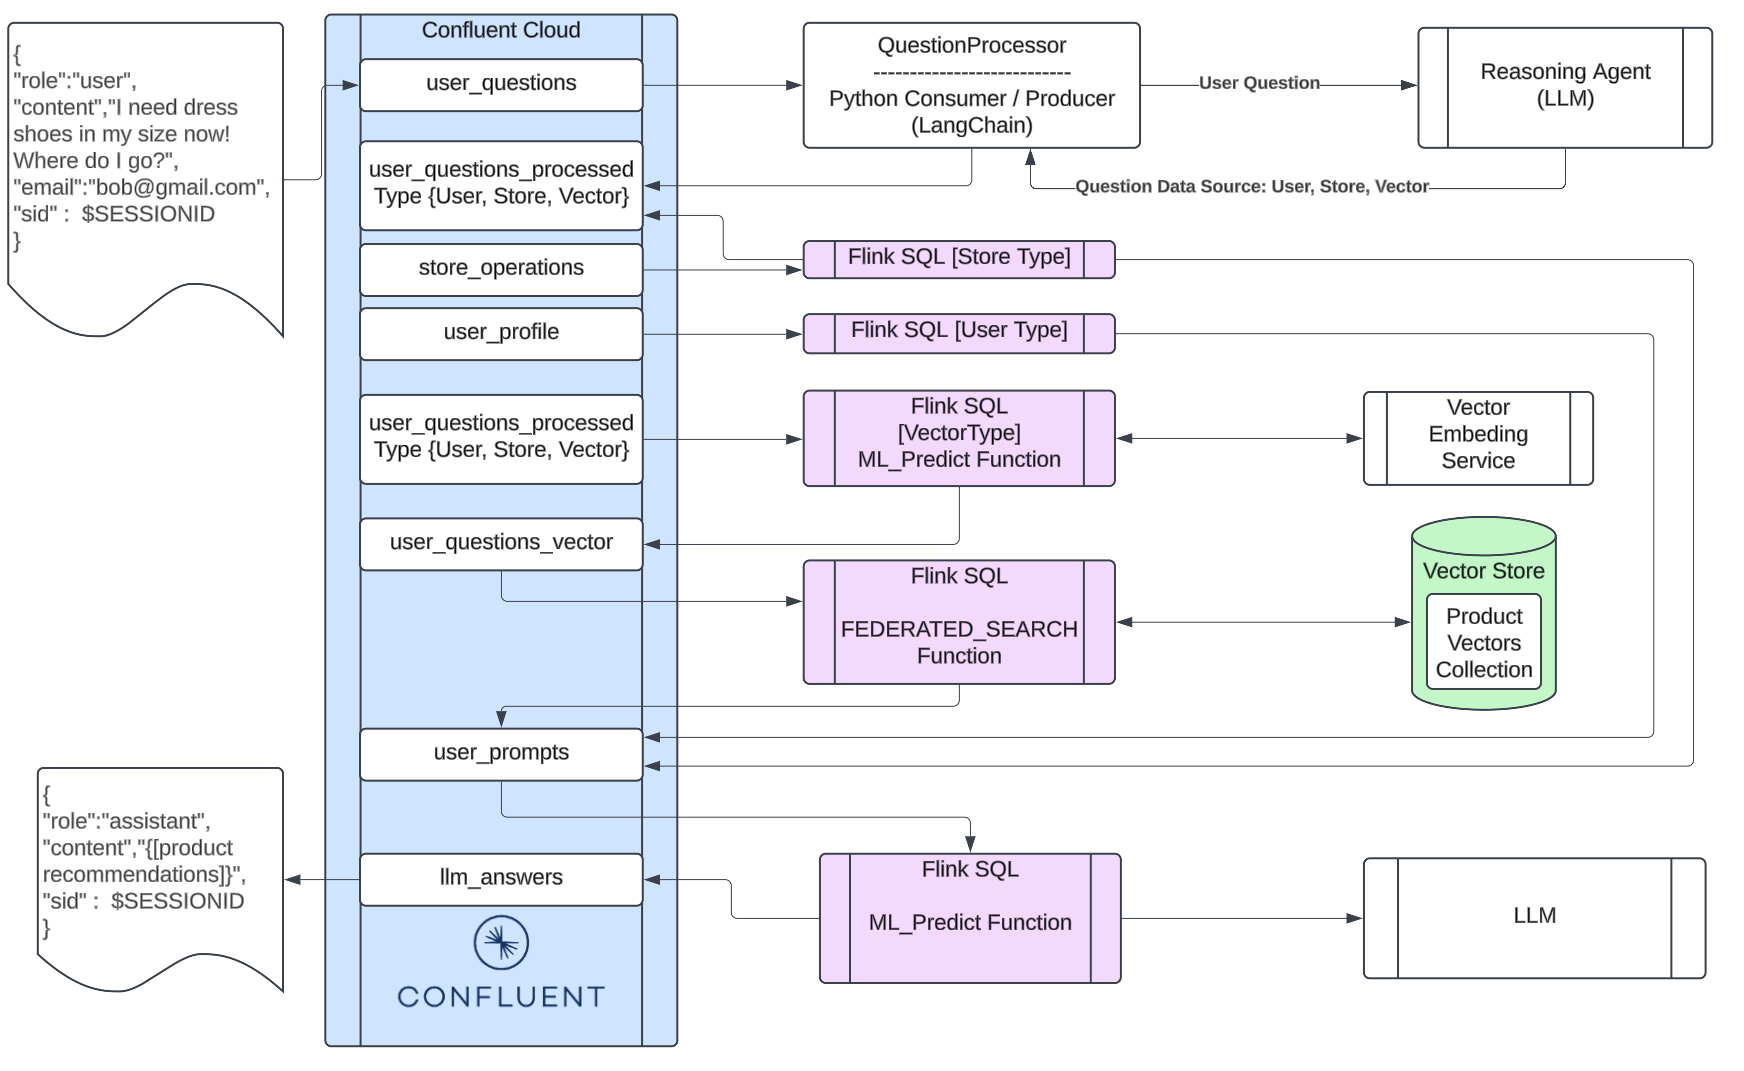 {
"role":"user",
"content","I need dress
shoes in my size now!
Where do I go?",
"email":"bob@gmail.com",
"sid" :  $SESSIONID
}
Confluent Cloud
user_questions
user_questions_processed
Type {User, Store, Vector}
store_operations
user_profile
user_questions_processed
Type {User, Store, Vector}
user_questions_vector
user_prompts
llm_answers
CONFLUENT
QuestionProcessor
---------------------------
Python Consumer / Producer
(LangChain)
User Question
Reasoning Agent
(LLM)
Question Data Source: User, Store, Vector
Flink SQL [Store Type]
Flink SQL [User Type]
Flink SQL
[VectorType]
ML_Predict Function
Vector
Embeding
Service
Flink SQL
FEDERATED_SEARCH
Function
Vector Store
Product
Vectors
Collection
Flink SQL
ML_Predict Function
LLM
{
"role":"assistant",
"content","{[product
recommendations]}",
"sid" :  $SESSIONID
}